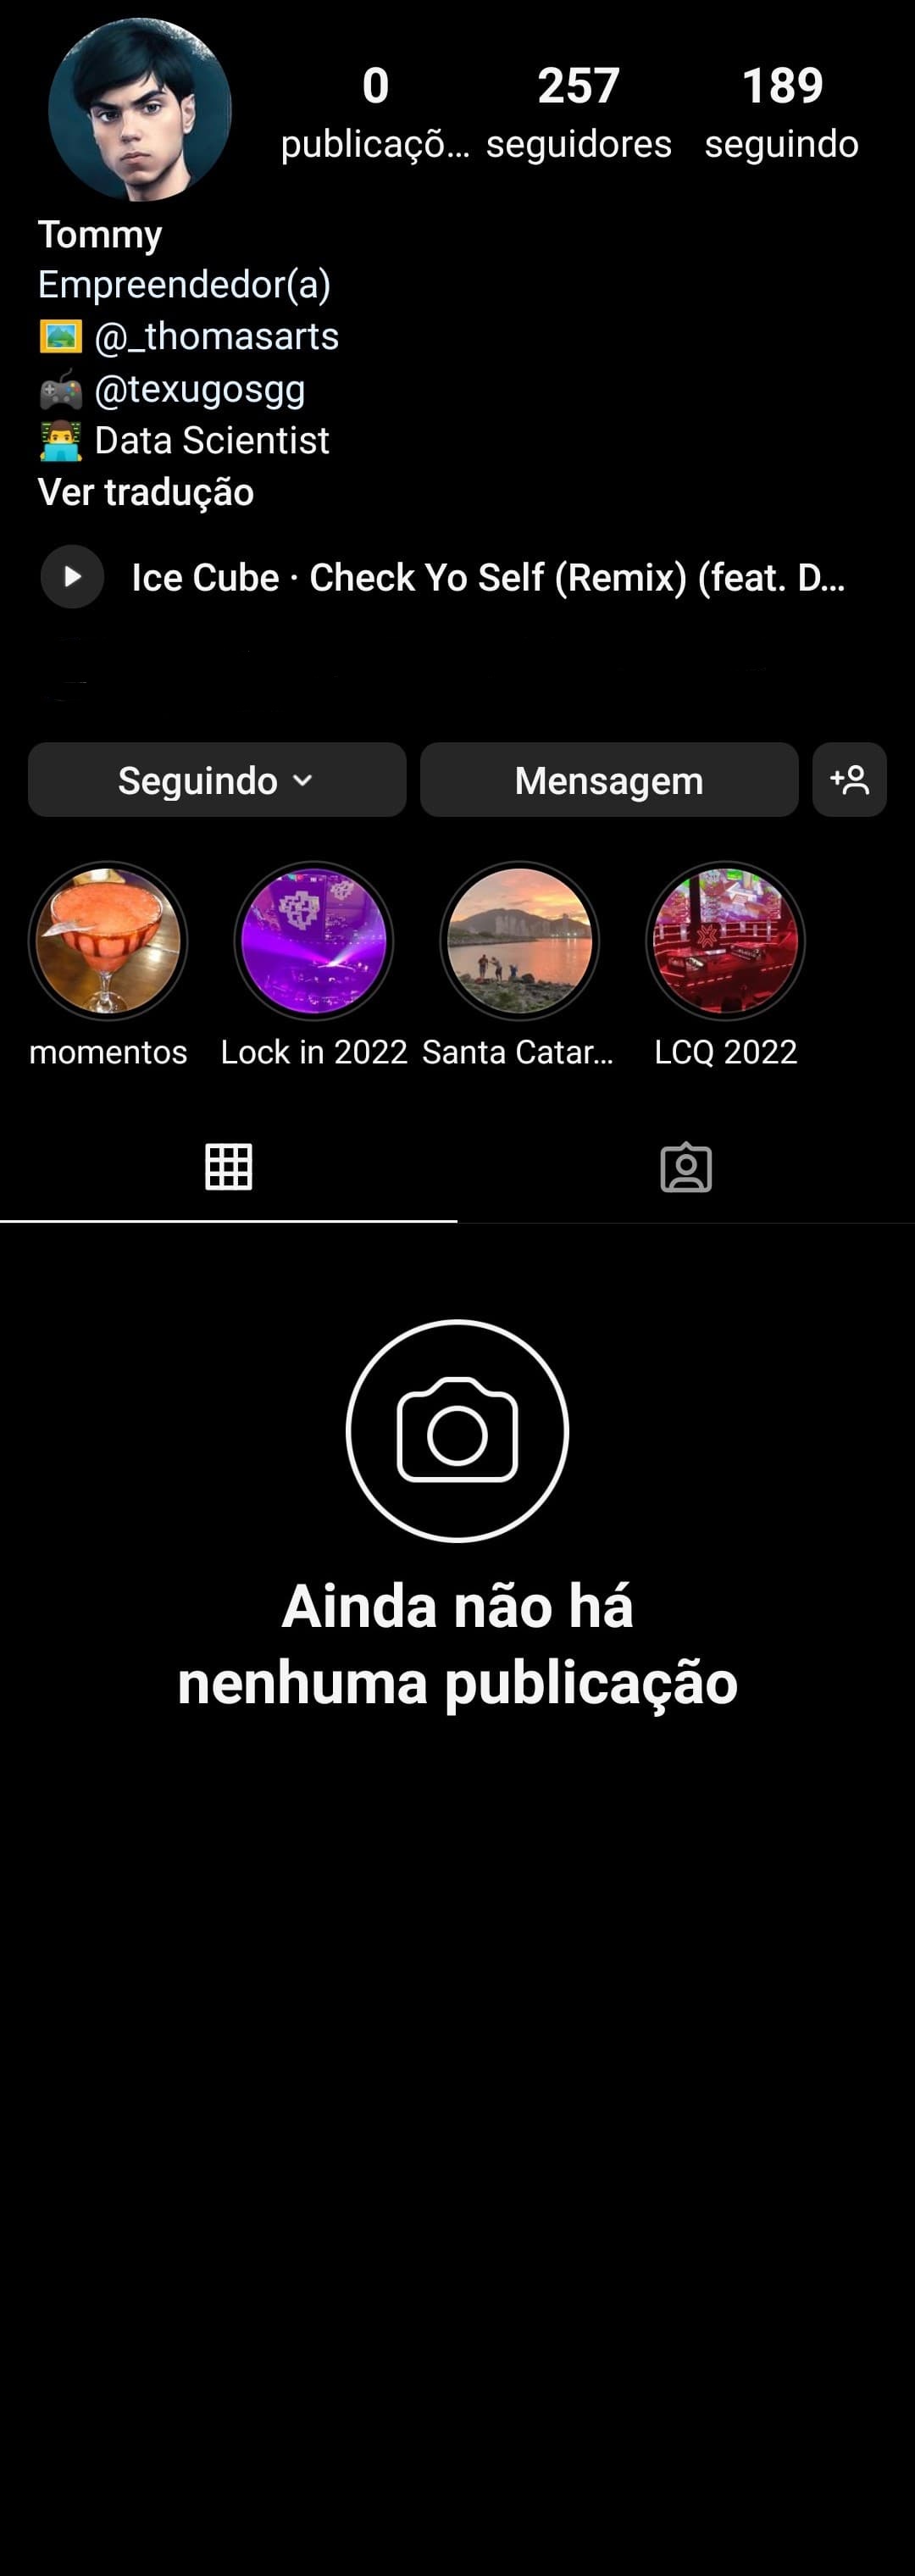 0 257 189
publicaçõ... seguidores seguindo
Tommy
Empreendedor(a)
🖼️ @_thomasarts
🎮 @texugosgg
👨‍💻 Data Scientist
Ver tradução
Ice Cube · Check Yo Self (Remix) (feat. D...
Seguindo Mensagem
momentos Lock in 2022 Santa Catar... LCQ 2022
Ainda não há
nenhuma publicação